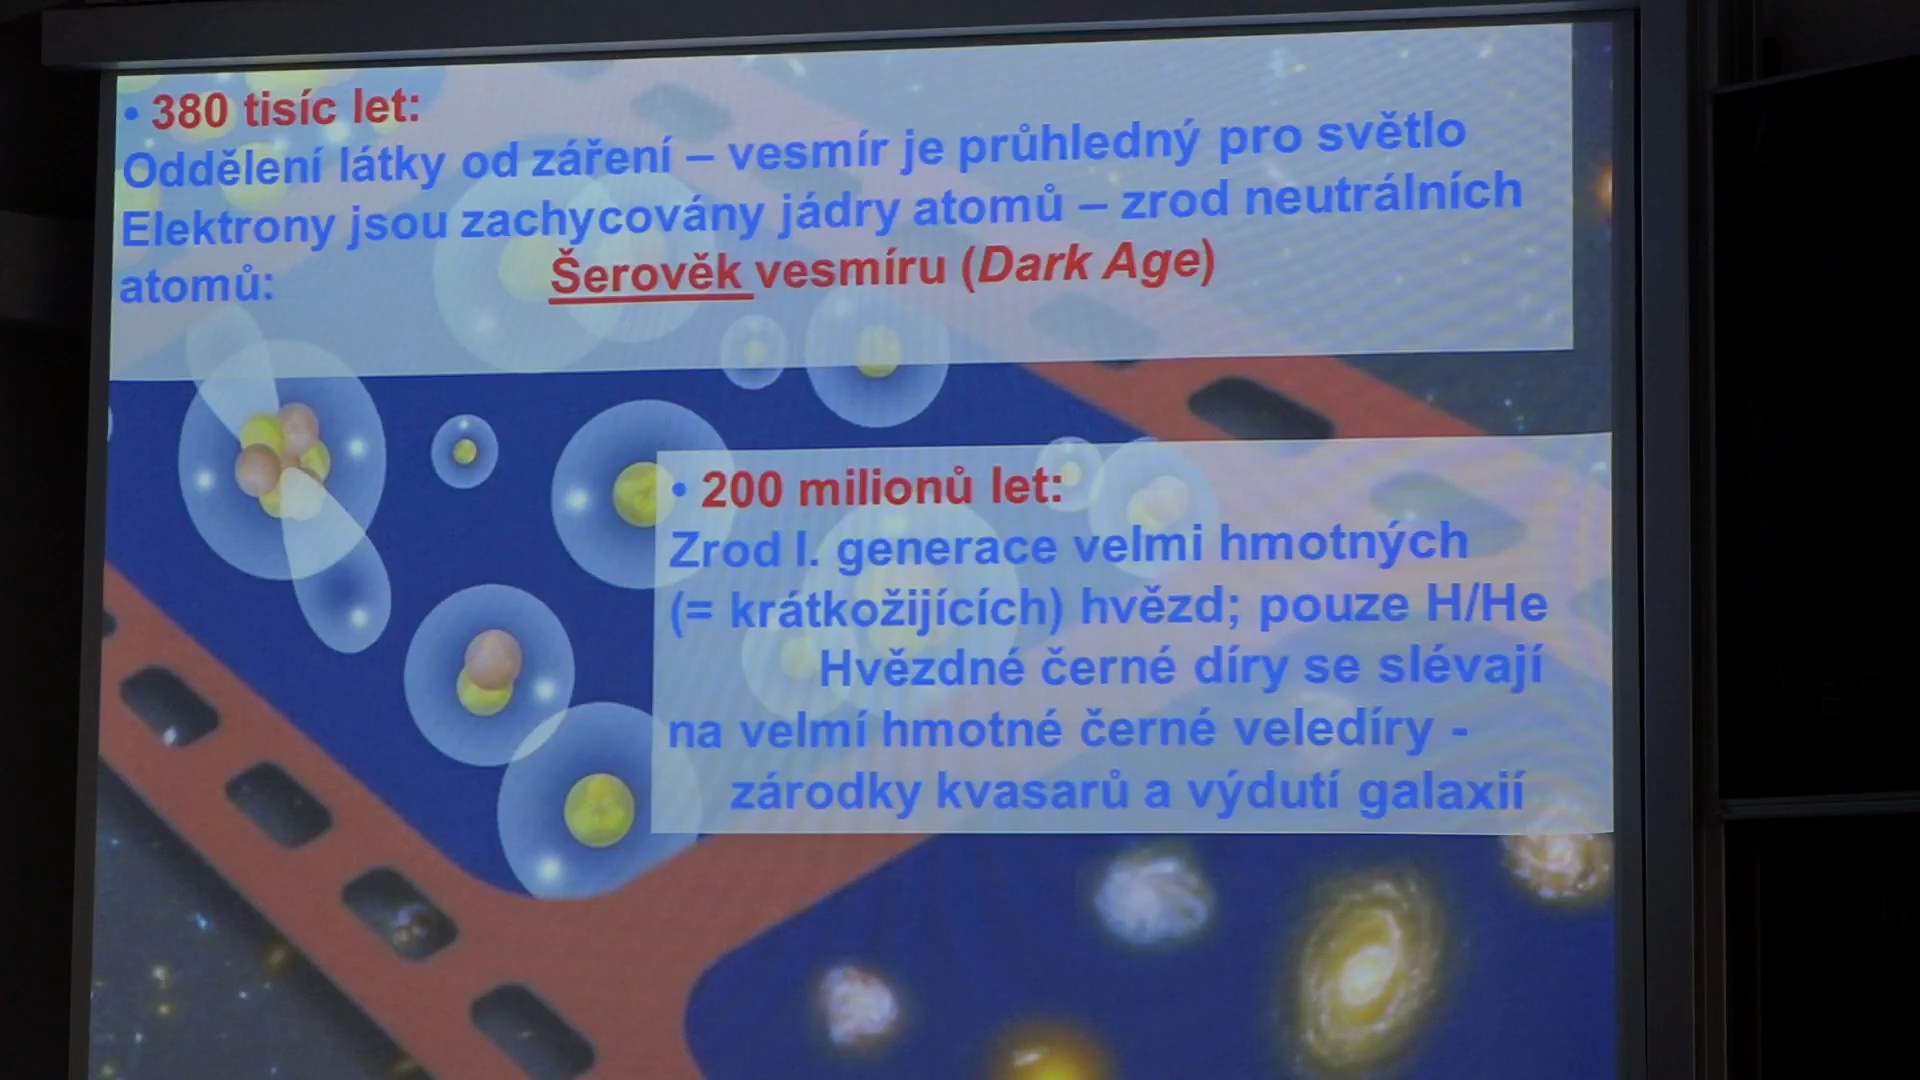 • 380 tisíc let:
Oddělení látky od záření – vesmír je průhledný pro světlo
Elektrony jsou zachycovány jádry atomů – zrod neutrálních
atomů: Šerověk vesmíru (Dark Age)
• 200 milionů let:
Zrod I. generace velmi hmotných
(= krátkožijících) hvězd; pouze H/He
Hvězdné černé díry se slévají
na velmí hmotné černé veledíry -
zárodky kvasarů a výdutí galaxií